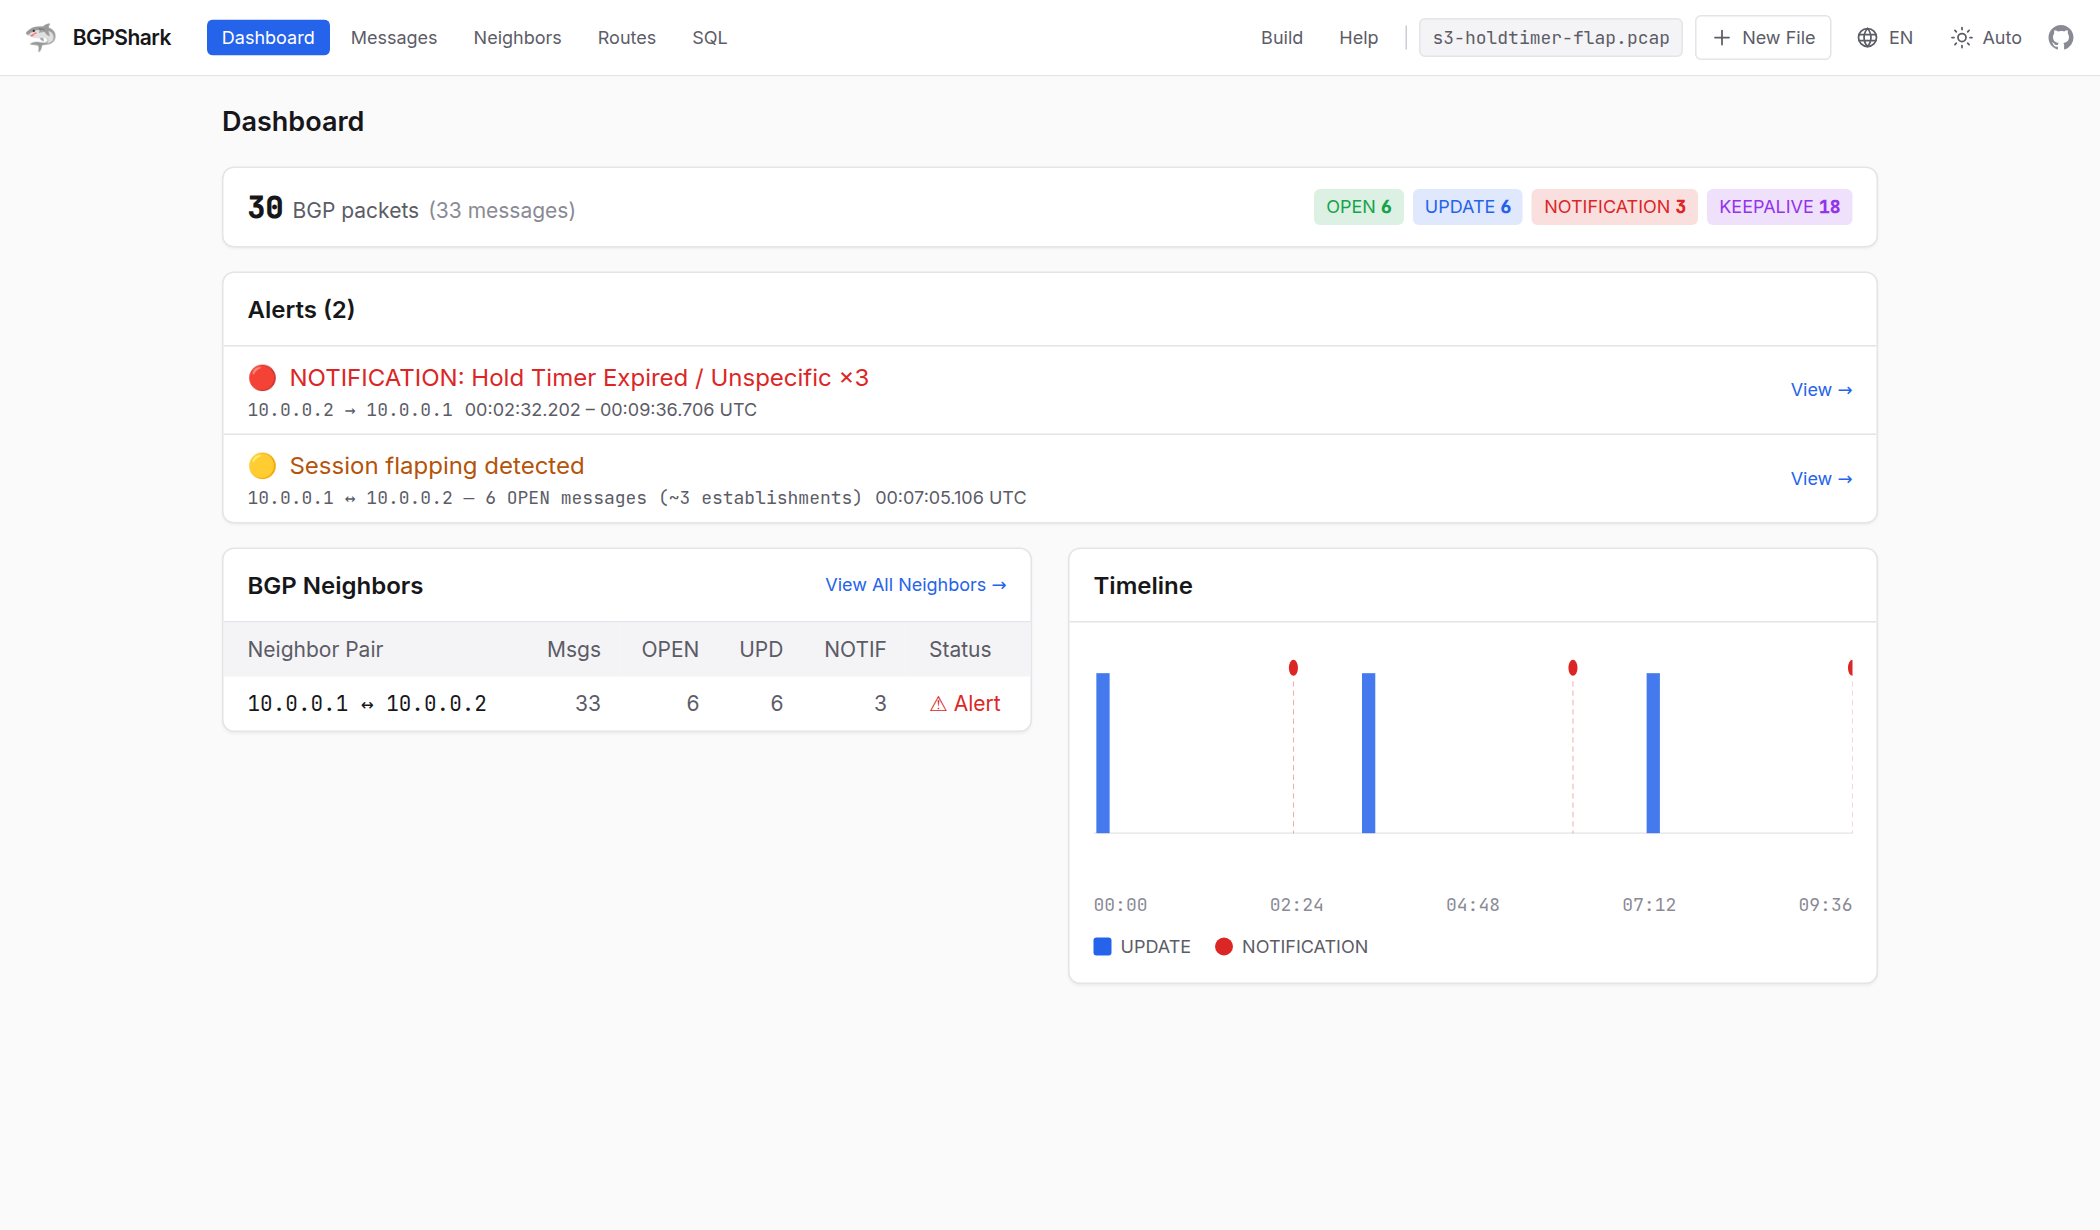 BGPShark Dashboard Messages Neighbors Routes SQL Build Help s3-holdtimer-flap.pcap New File EN Auto
Dashboard
30 BGP packets (33 messages) OPEN 6 UPDATE 6 NOTIFICATION 3 KEEPALIVE 18
Alerts (2)
NOTIFICATION: Hold Timer Expired / Unspecific ×3
10.0.0.2 → 10.0.0.1 00:02:32.202 – 00:09:36.706 UTC
View →
Session flapping detected
10.0.0.1 ↔ 10.0.0.2 — 6 OPEN messages (~3 establishments) 00:07:05.106 UTC
View →
BGP Neighbors View All Neighbors →
Neighbor Pair Msgs OPEN UPD NOTIF Status
10.0.0.1 ↔ 10.0.0.2 33 6 6 3 ⚠ Alert
Timeline
00:00 02:24 04:48 07:12 09:36
UPDATE NOTIFICATION